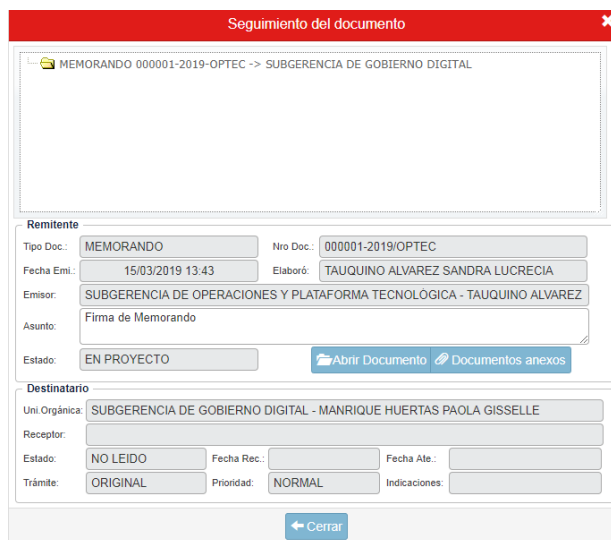 Seguimiento del documento
MEMORANDO 000001-2019-OPTEC -> SUBGERENCIA DE GOBIERNO DIGITAL
Remitente
Tipo Doc.: MEMORANDO Nro Doc.: 000001-2019/OPTEC
Fecha Emi.: 15/03/2019 13:43 Elaboró: TAUQUINO ALVAREZ SANDRA LUCRECIA
Emisor: SUBGERENCIA DE OPERACIONES Y PLATAFORMA TECNOLÓGICA - TAUQUINO ALVAREZ
Asunto: Firma de Memorando
Estado: EN PROYECTO Abrir Documento Documentos anexos
Destinatario
Uni.Orgánica: SUBGERENCIA DE GOBIERNO DIGITAL - MANRIQUE HUERTAS PAOLA GISSELLE
Receptor:
Estado: NO LEIDO Fecha Rec.: Fecha Ate.:
Trámite: ORIGINAL Prioridad: NORMAL Indicaciones:
Cerrar